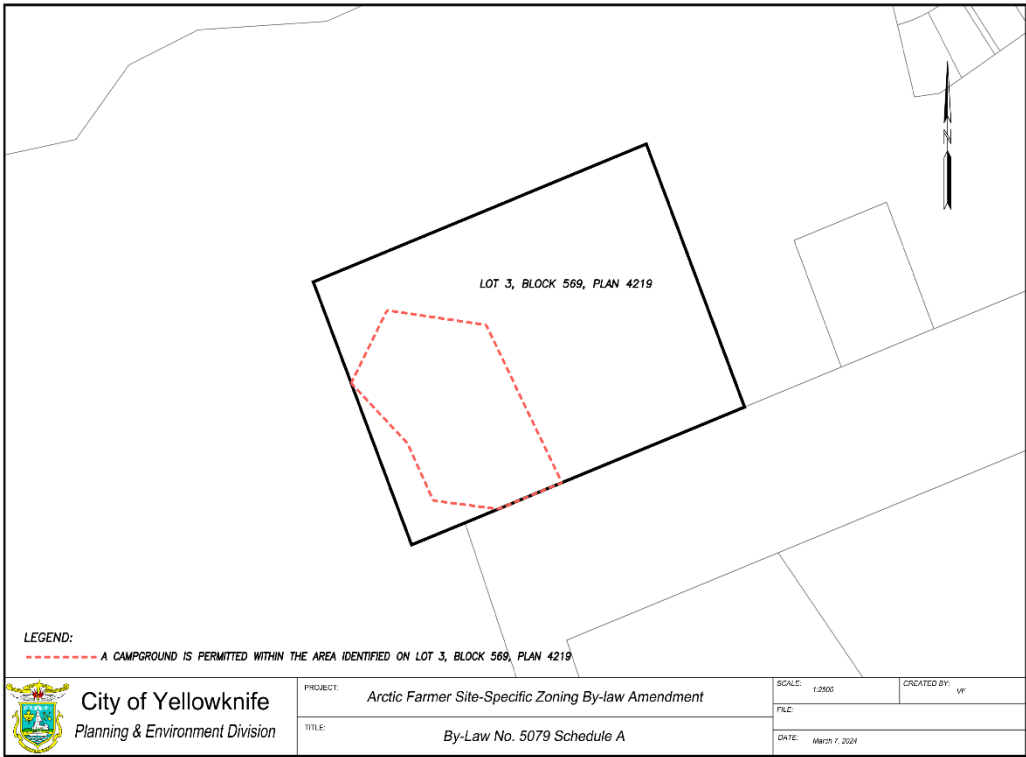 N
LOT 3, BLOCK 569, PLAN 4219
LEGEND:
A CAMPGROUND IS PERMITTED WITHIN THE AREA IDENTIFIED ON LOT 3, BLOCK 569, PLAN 4219
City of Yellowknife
Planning & Environment Division
PROJECT:
Arctic Farmer Site-Specific Zoning By-law Amendment
TITLE:
By-Law No. 5079 Schedule A
SCALE: 1:2500
CREATED BY: VF
FILE:
DATE: March 7, 2024